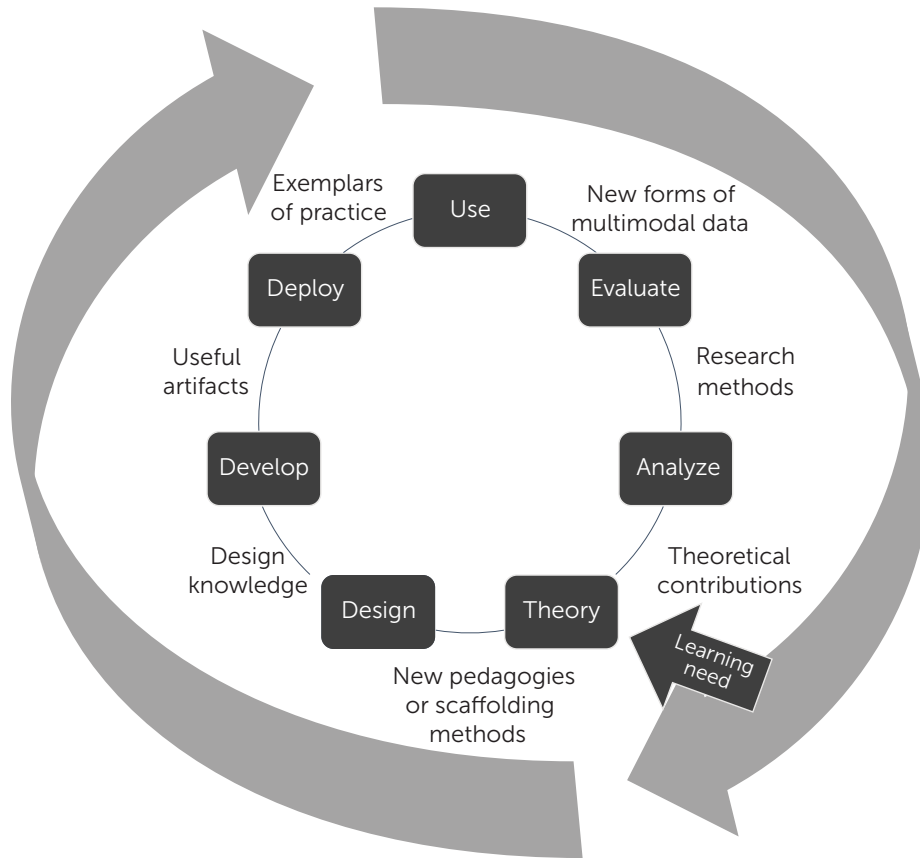 Exemplars
of practice
Use
New forms of
multimodal data
Deploy
Evaluate
Useful
artifacts
Research
methods
Develop
Analyze
Design
knowledge
Theoretical
contributions
Design
Theory
Learning
need
New pedagogies
or scaffolding
methods